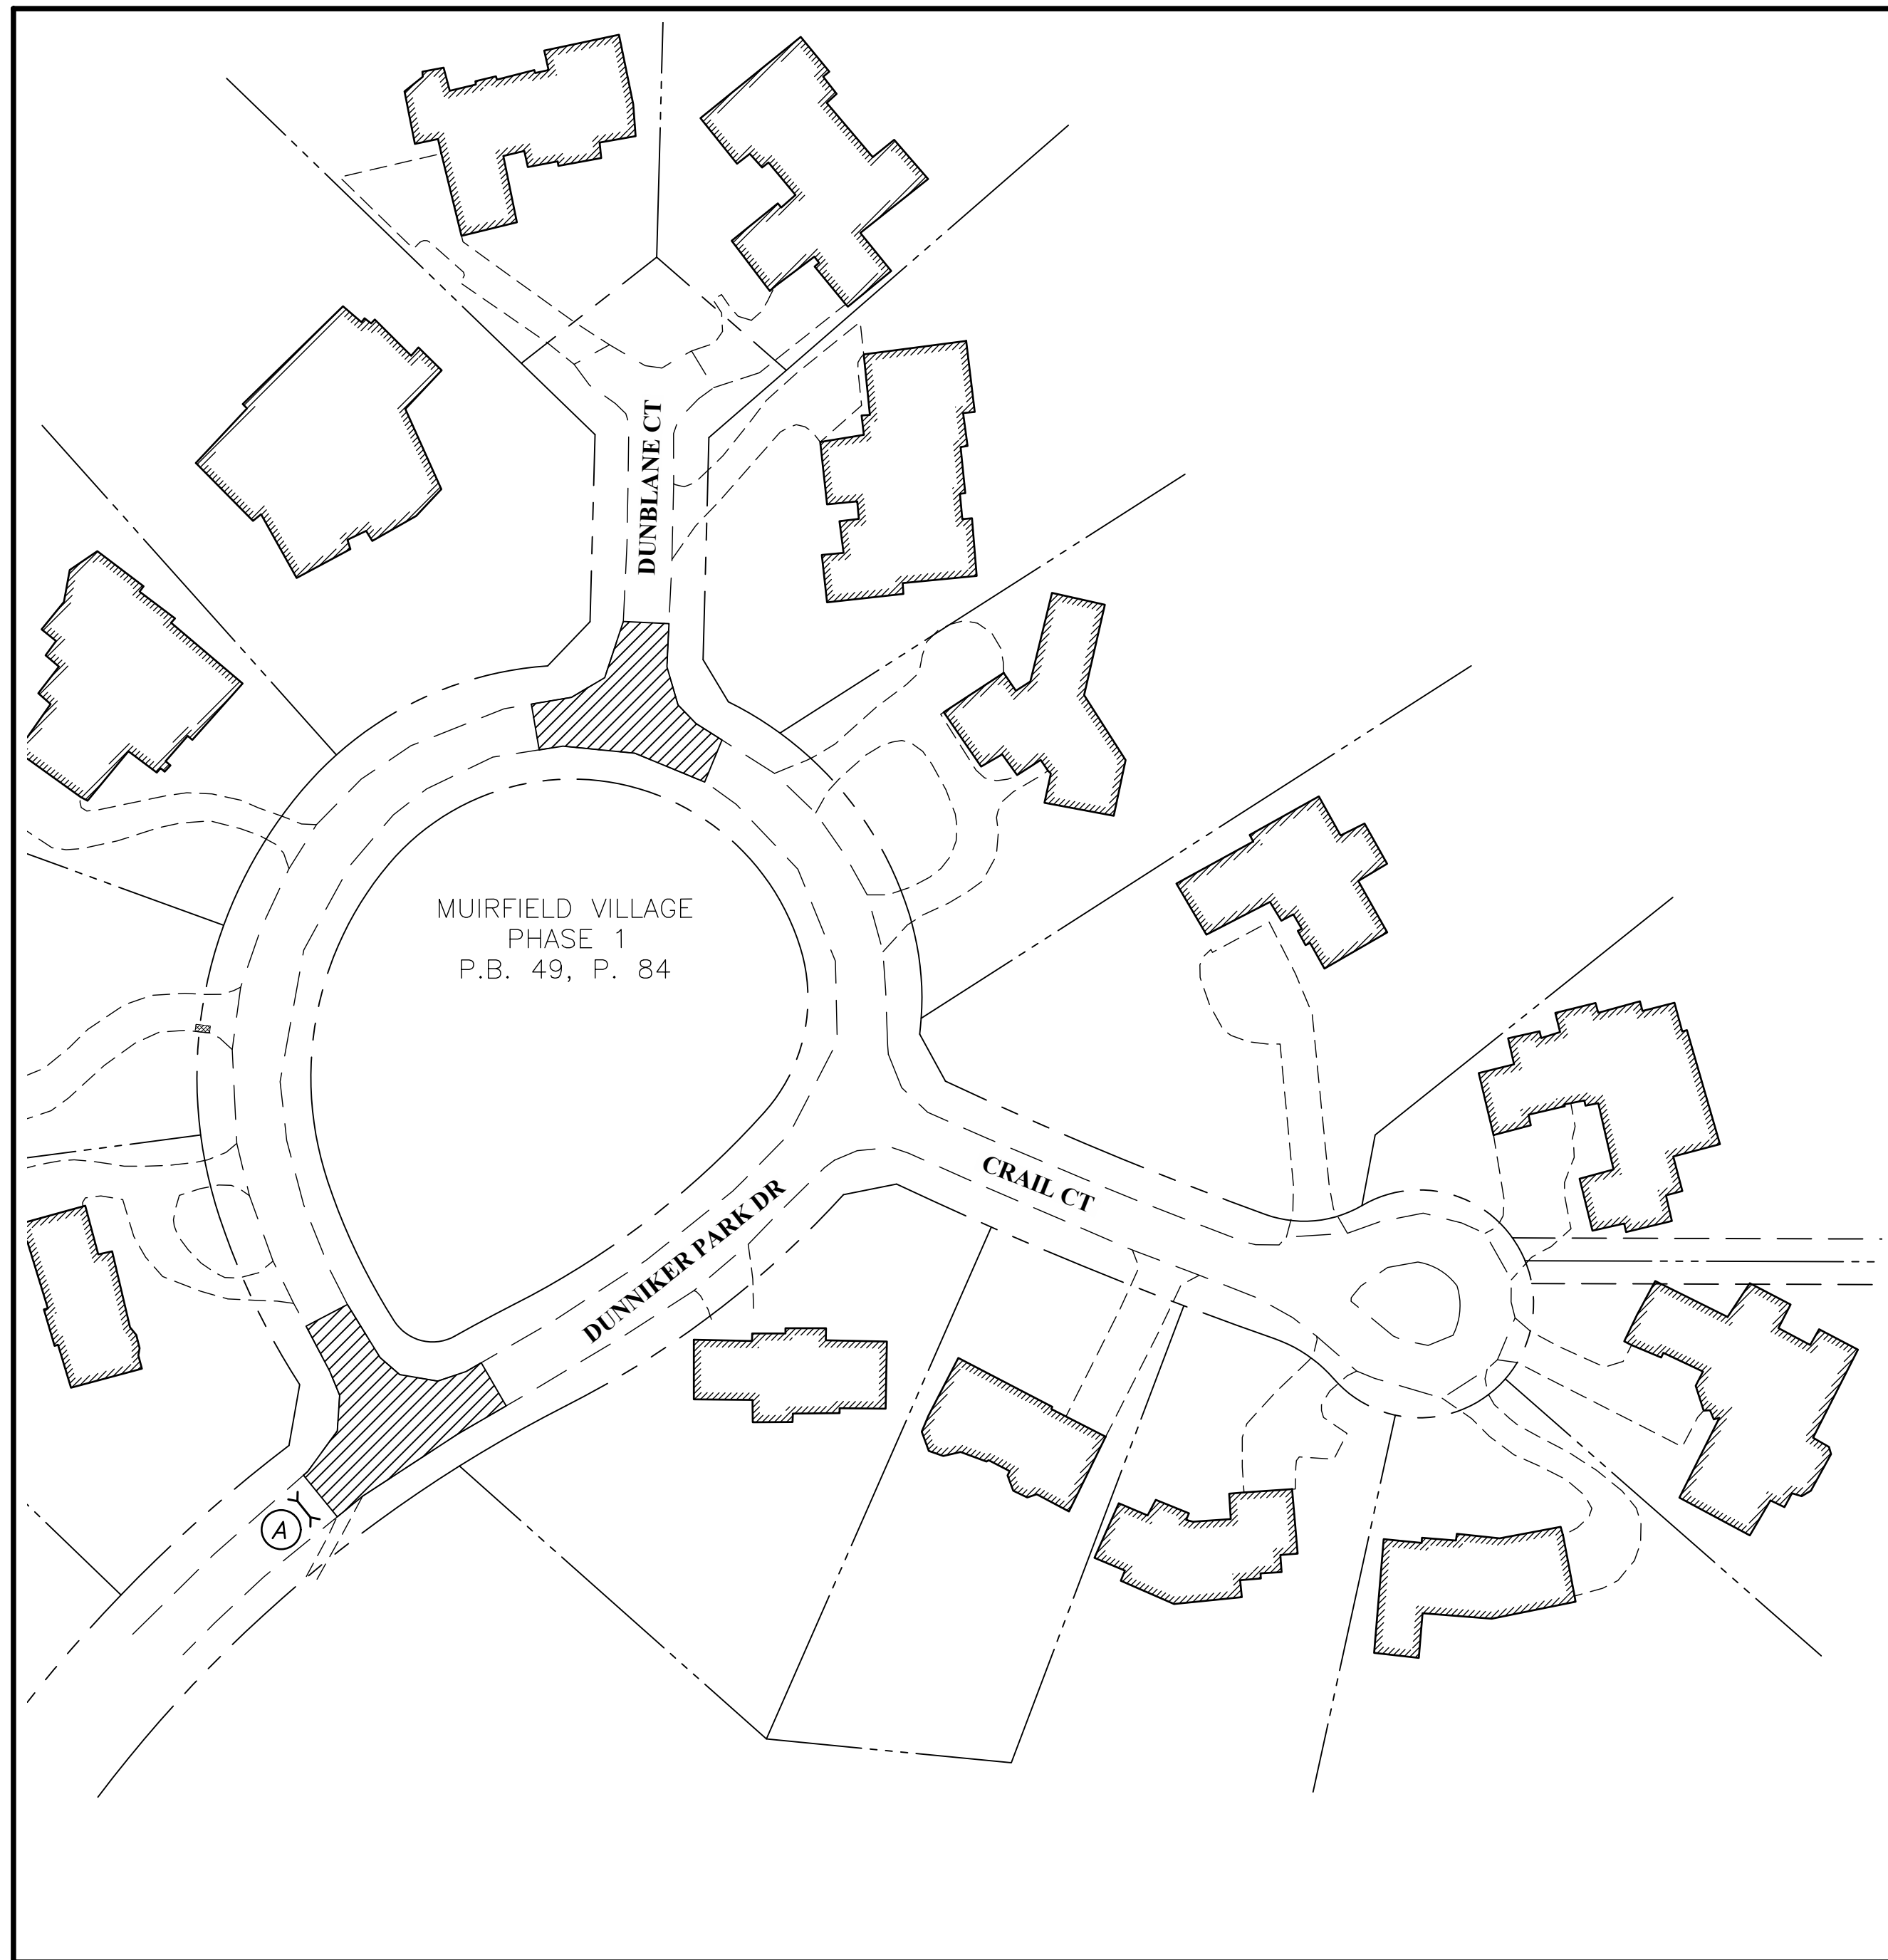 DUNBLANE CT
MUIRFIELD VILLAGE
PHASE 1
P.B. 49, P. 84
CRAIL CT
DUNNIKER PARK DR
A